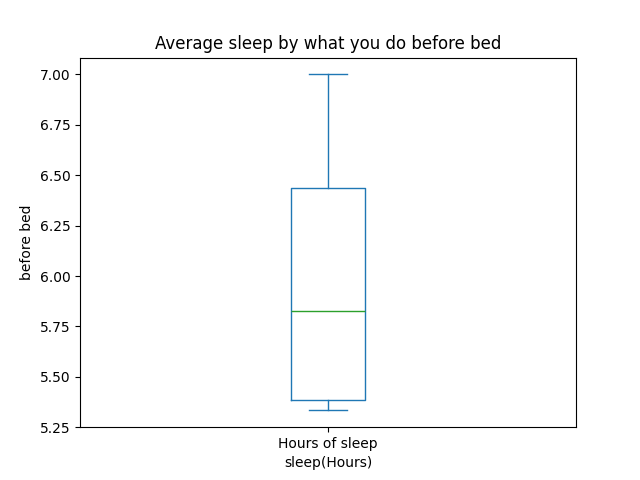 Average sleep by what you do before bed
7.00
6.75
6.50
6.25
6.00
5.75
5.50
5.25
before bed
Hours of sleep
sleep(Hours)